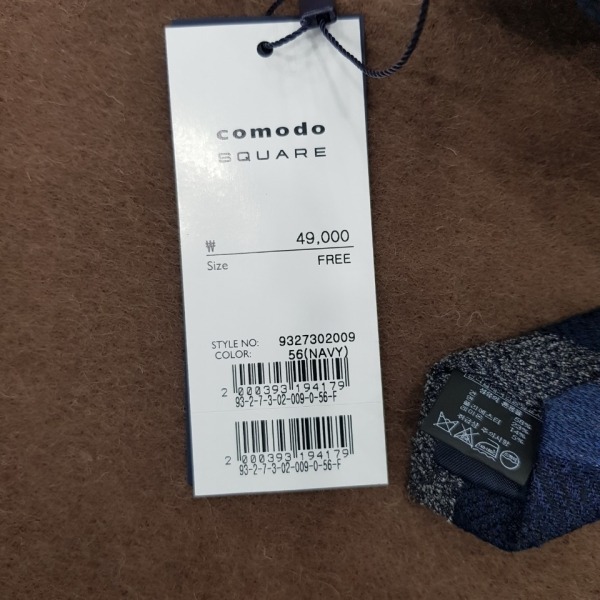 comodo
SQUARE
₩ 49,000
Size FREE
STYLE NO: 9327302009
COLOR: 56(NAVY)
2 000393 194179
93-2-7-3-02-009-0-56-F
2 000393 194179
93-2-7-3-02-009-0-56-F